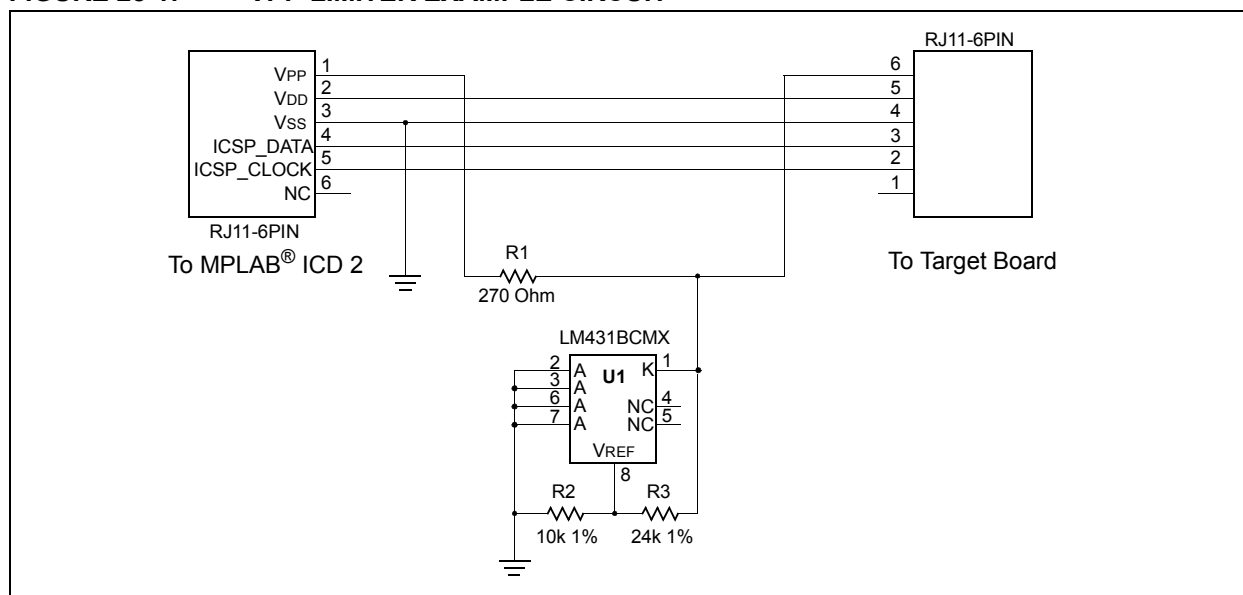 RJ11-6PIN
VPP
1
VDD
2
VSS
3
ICSP_DATA
4
ICSP_CLOCK
5
NC
6
RJ11-6PIN
To MPLAB® ICD 2
6
5
4
3
2
1
To Target Board
R1
270 Ohm
LM431BCMX
2
A
3
A
6
A
7
A
U1
K
1
NC
4
NC
5
VREF
8
R2
10k 1%
R3
24k 1%